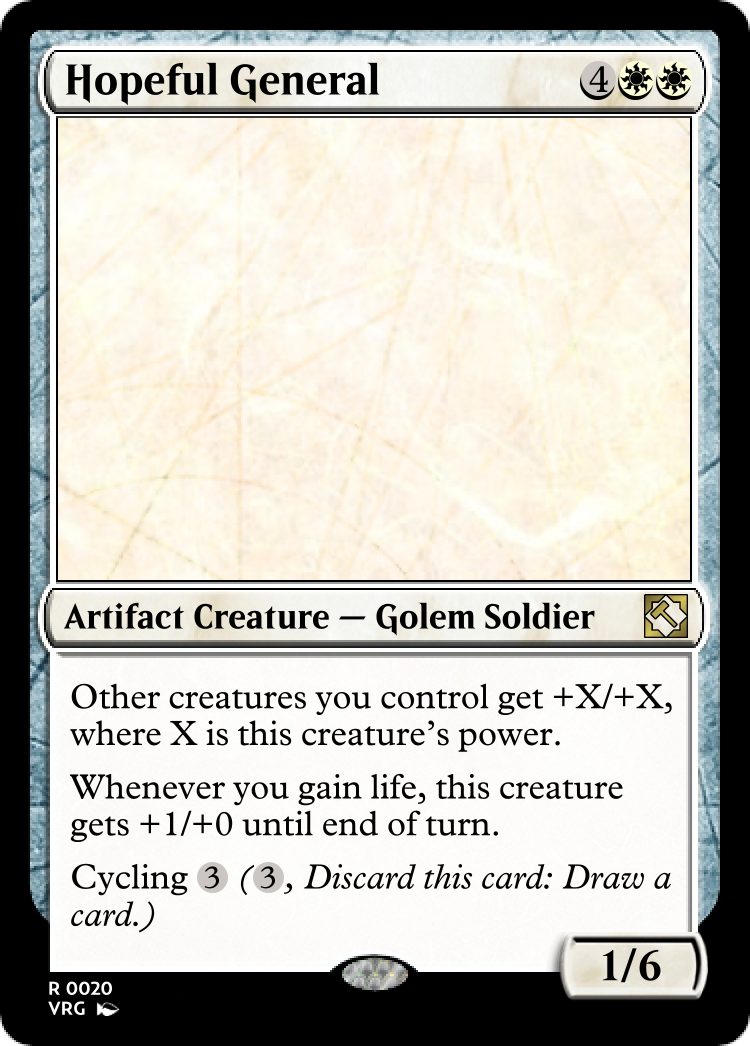 Hopeful General 4
Artifact Creature — Golem Soldier
Other creatures you control get +X/+X,
where X is this creature's power.
Whenever you gain life, this creature
gets +1/+0 until end of turn.
Cycling 3 (3, Discard this card: Draw a
card.)
1/6
R 0020
VRG